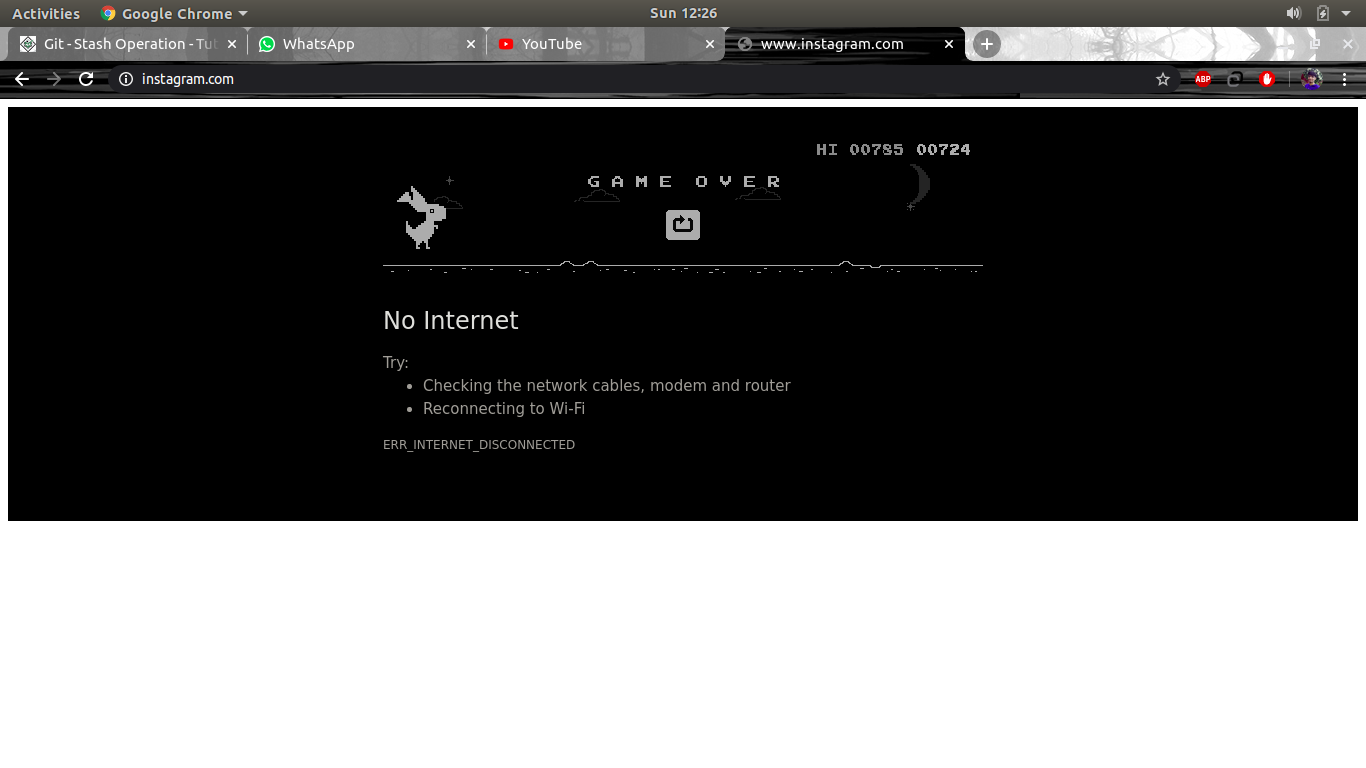 Activities Google Chrome Sun 12:26
Git - Stash Operation - Tut WhatsApp YouTube www.instagram.com
instagram.com ABP
HI 00785 00724
GAME OVER
No Internet
Try:
• Checking the network cables, modem and router
• Reconnecting to Wi-Fi
ERR_INTERNET_DISCONNECTED